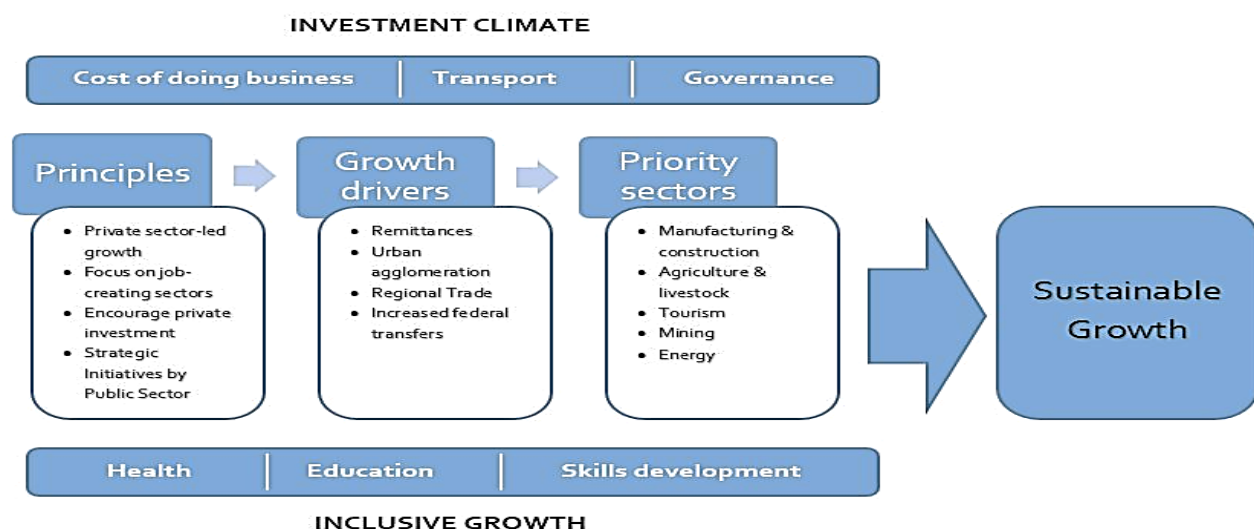 INVESTMENT CLIMATE
Cost of doing business
Transport
Governance
Principles
• Private sector-led
growth
• Focus on job-
creating sectors
• Encourage private
investment
• Strategic
Initiatives by
Public Sector
Growth
drivers
• Remittances
• Urban
agglomeration
• Regional Trade
• Increased federal
transfers
Priority
sectors
• Manufacturing &
construction
• Agriculture &
livestock
• Tourism
• Mining
• Energy
Sustainable
Growth
Health
Education
Skills development
INCLUSIVE GROWTH